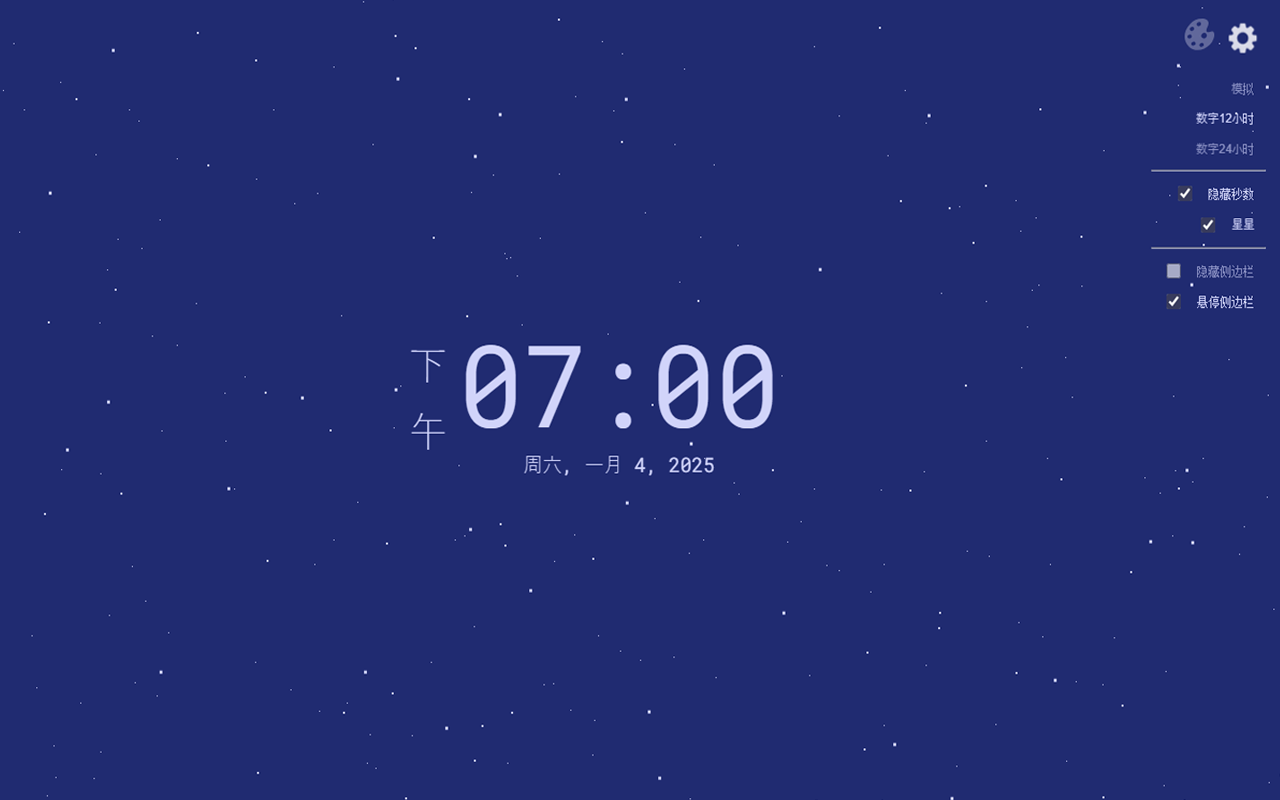 模拟
数字12小时
数字24小时
隐藏秒数
星星
隐藏侧边栏
悬停侧边栏
下午 07:00
周六, 一月 4, 2025